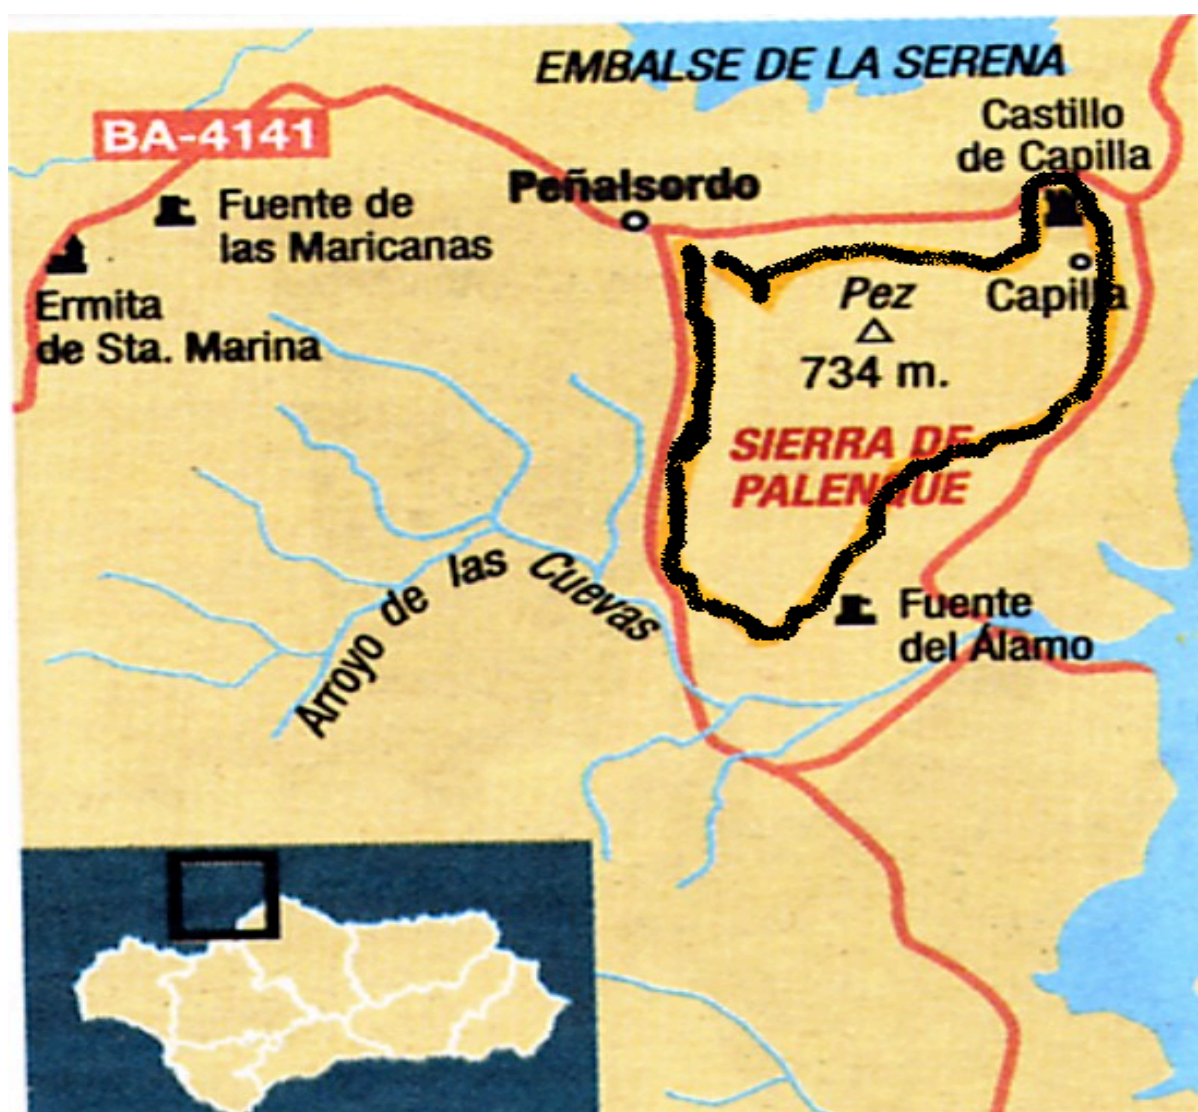 EMBALSE DE LA SERENA
Castillo
de Capilla
BA-4141
Peñalsordo
Fuente de
las Maricanas
Ermita
de Sta. Marina
Capilla
Pez
734 m.
SIERRA DE
PALENQUE
Arroyo de las Cuevas
Fuente
del Álamo